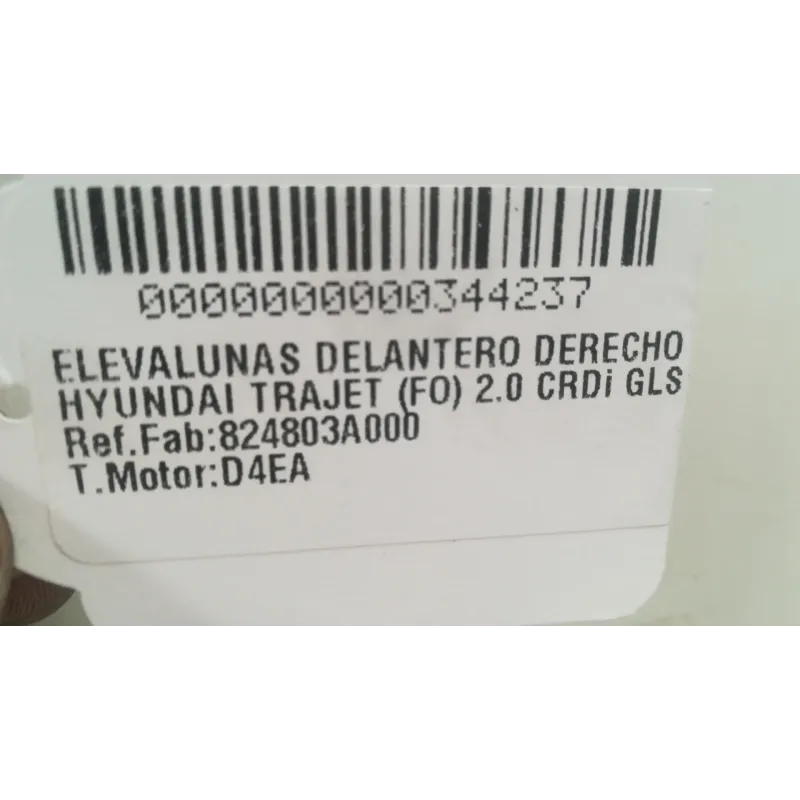 0000000000344237
ELEVALUNAS DELANTERO DERECHO
HYUNDAI TRAJET (FO) 2.0 CRDi GLS
Ref.Fab:824803A000
T.Motor:D4EA